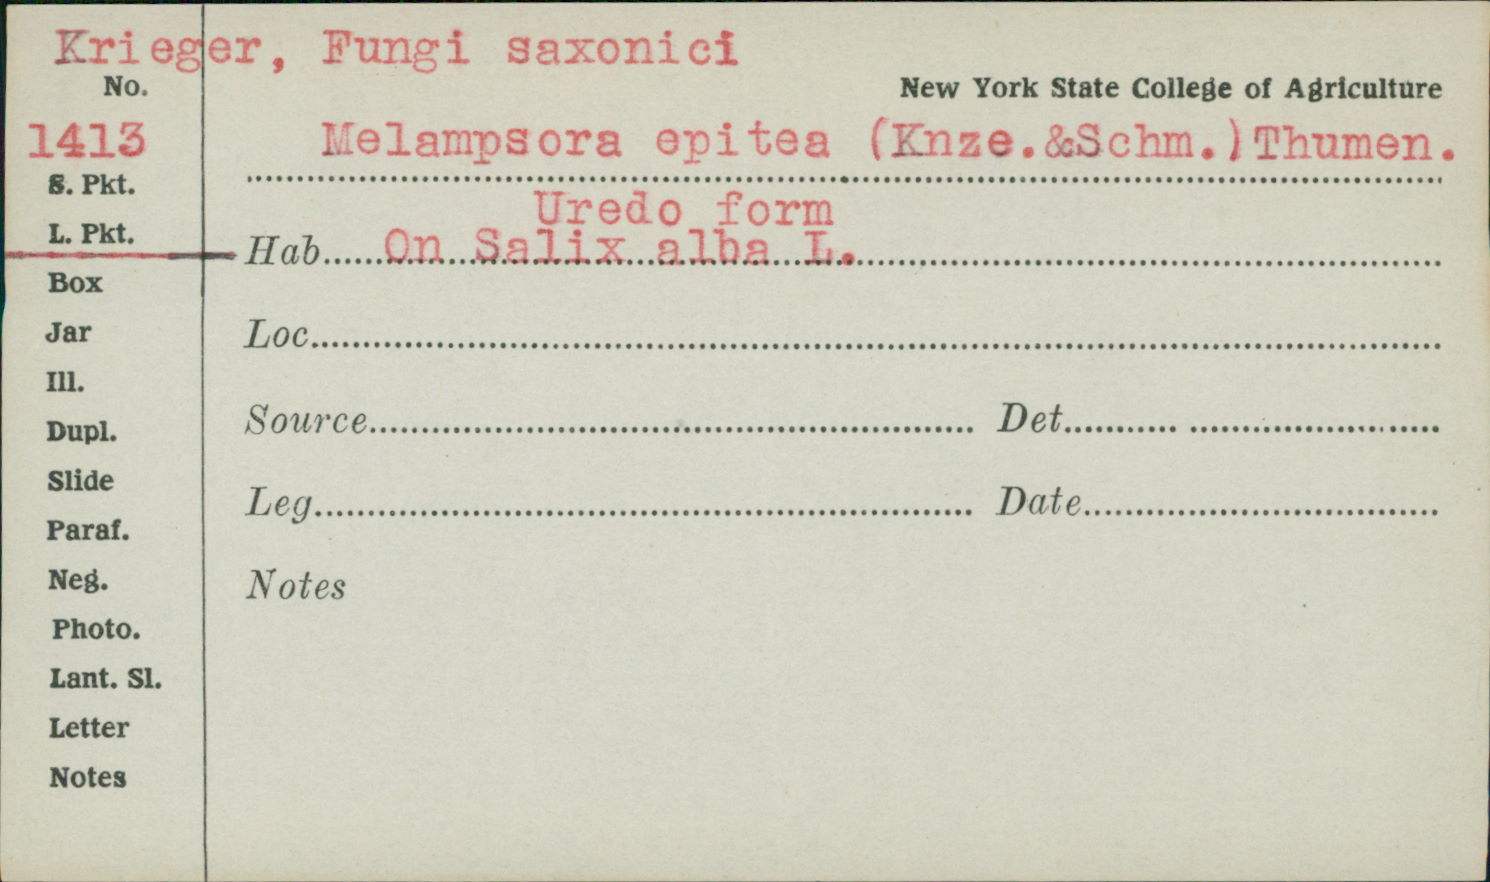 Krieger, Fungi saxonici
No.
New York State College of Agriculture
1413
Melampsora epitea (Knze.&Schm.)Thumen.
S. Pkt.
Uredo form
L. Pkt.
Hab. On Salix alba L.
Box
Jar
Loc.
Ill.
Dupl.
Source Det.
Slide
Leg. Date
Paraf.
Neg.
Notes
Photo.
Lant. Sl.
Letter
Notes